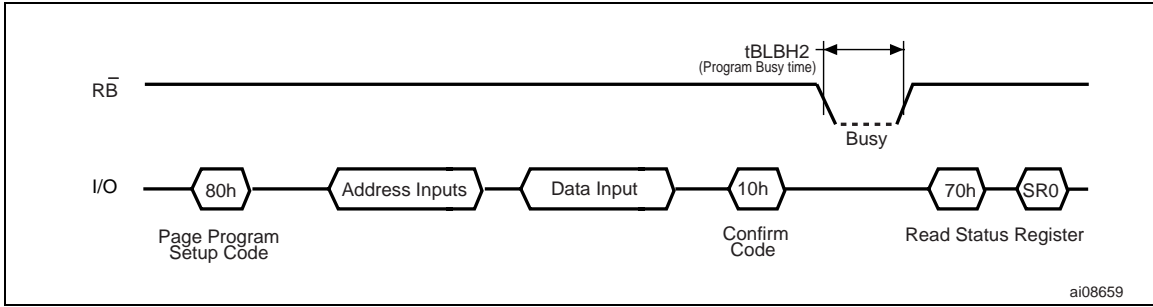 tBLBH2
(Program Busy time)
RB̅
Busy
I/O
80h
Address Inputs
Data Input
10h
70h
SR0
Page Program
Setup Code
Confirm
Code
Read Status Register
ai08659